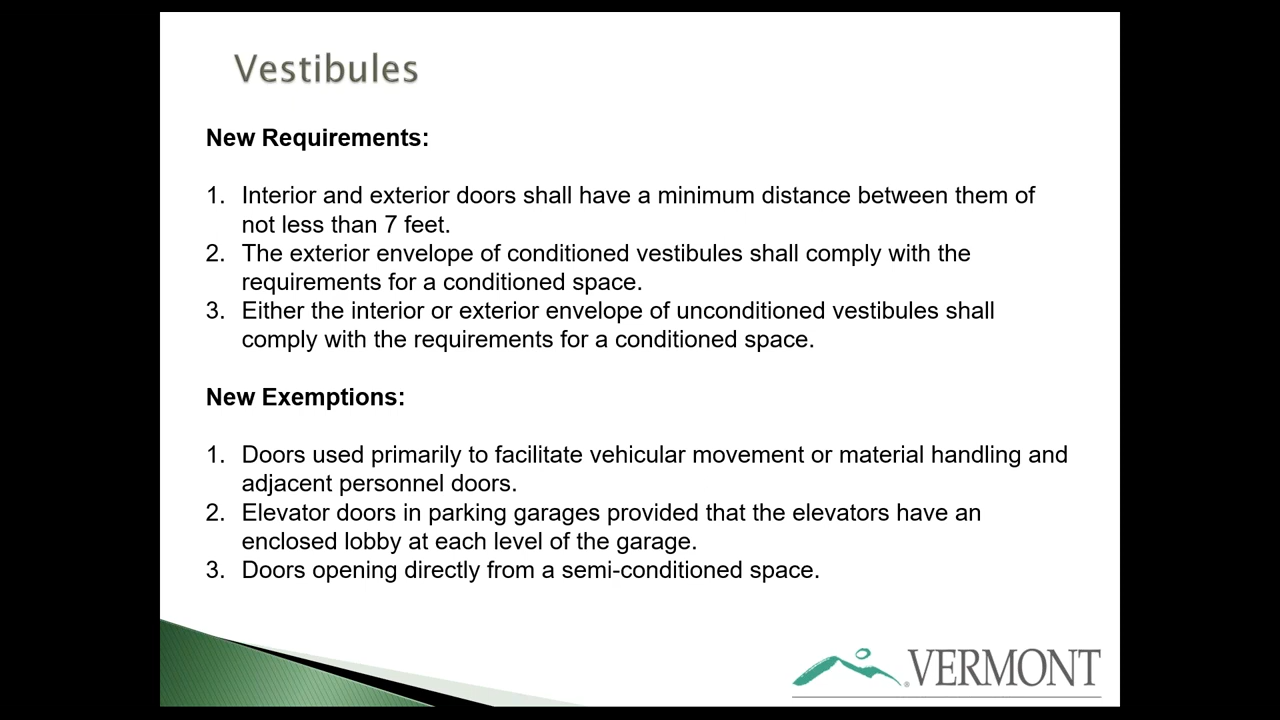 Vestibules
New Requirements:
1. Interior and exterior doors shall have a minimum distance between them of
not less than 7 feet.
2. The exterior envelope of conditioned vestibules shall comply with the
requirements for a conditioned space.
3. Either the interior or exterior envelope of unconditioned vestibules shall
comply with the requirements for a conditioned space.
New Exemptions:
1. Doors used primarily to facilitate vehicular movement or material handling and
adjacent personnel doors.
2. Elevator doors in parking garages provided that the elevators have an
enclosed lobby at each level of the garage.
3. Doors opening directly from a semi-conditioned space.
VERMONT